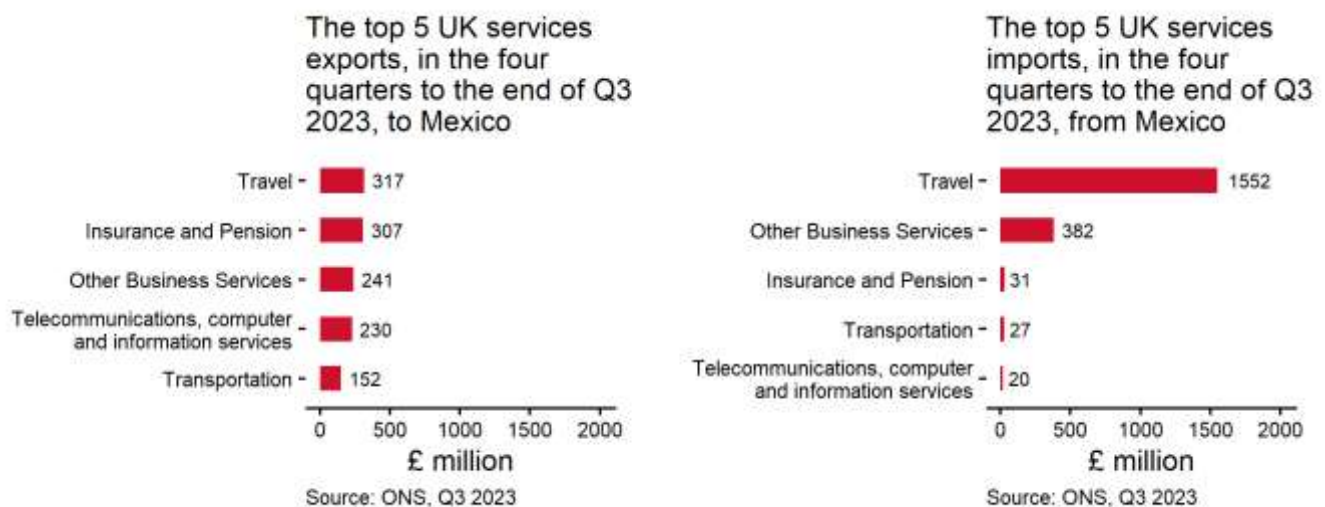 The top 5 UK services
exports, in the four
quarters to the end of Q3
2023, to Mexico
Travel
317
Insurance and Pension
307
Other Business Services
241
Telecommunications, computer
and information services
230
Transportation
152
0 500 1000 1500 2000
£ million
Source: ONS, Q3 2023
The top 5 UK services
imports, in the four
quarters to the end of Q3
2023, from Mexico
Travel
1552
Other Business Services
382
Insurance and Pension
31
Transportation
27
Telecommunications, computer
and information services
20
0 500 1000 1500 2000
£ million
Source: ONS, Q3 2023